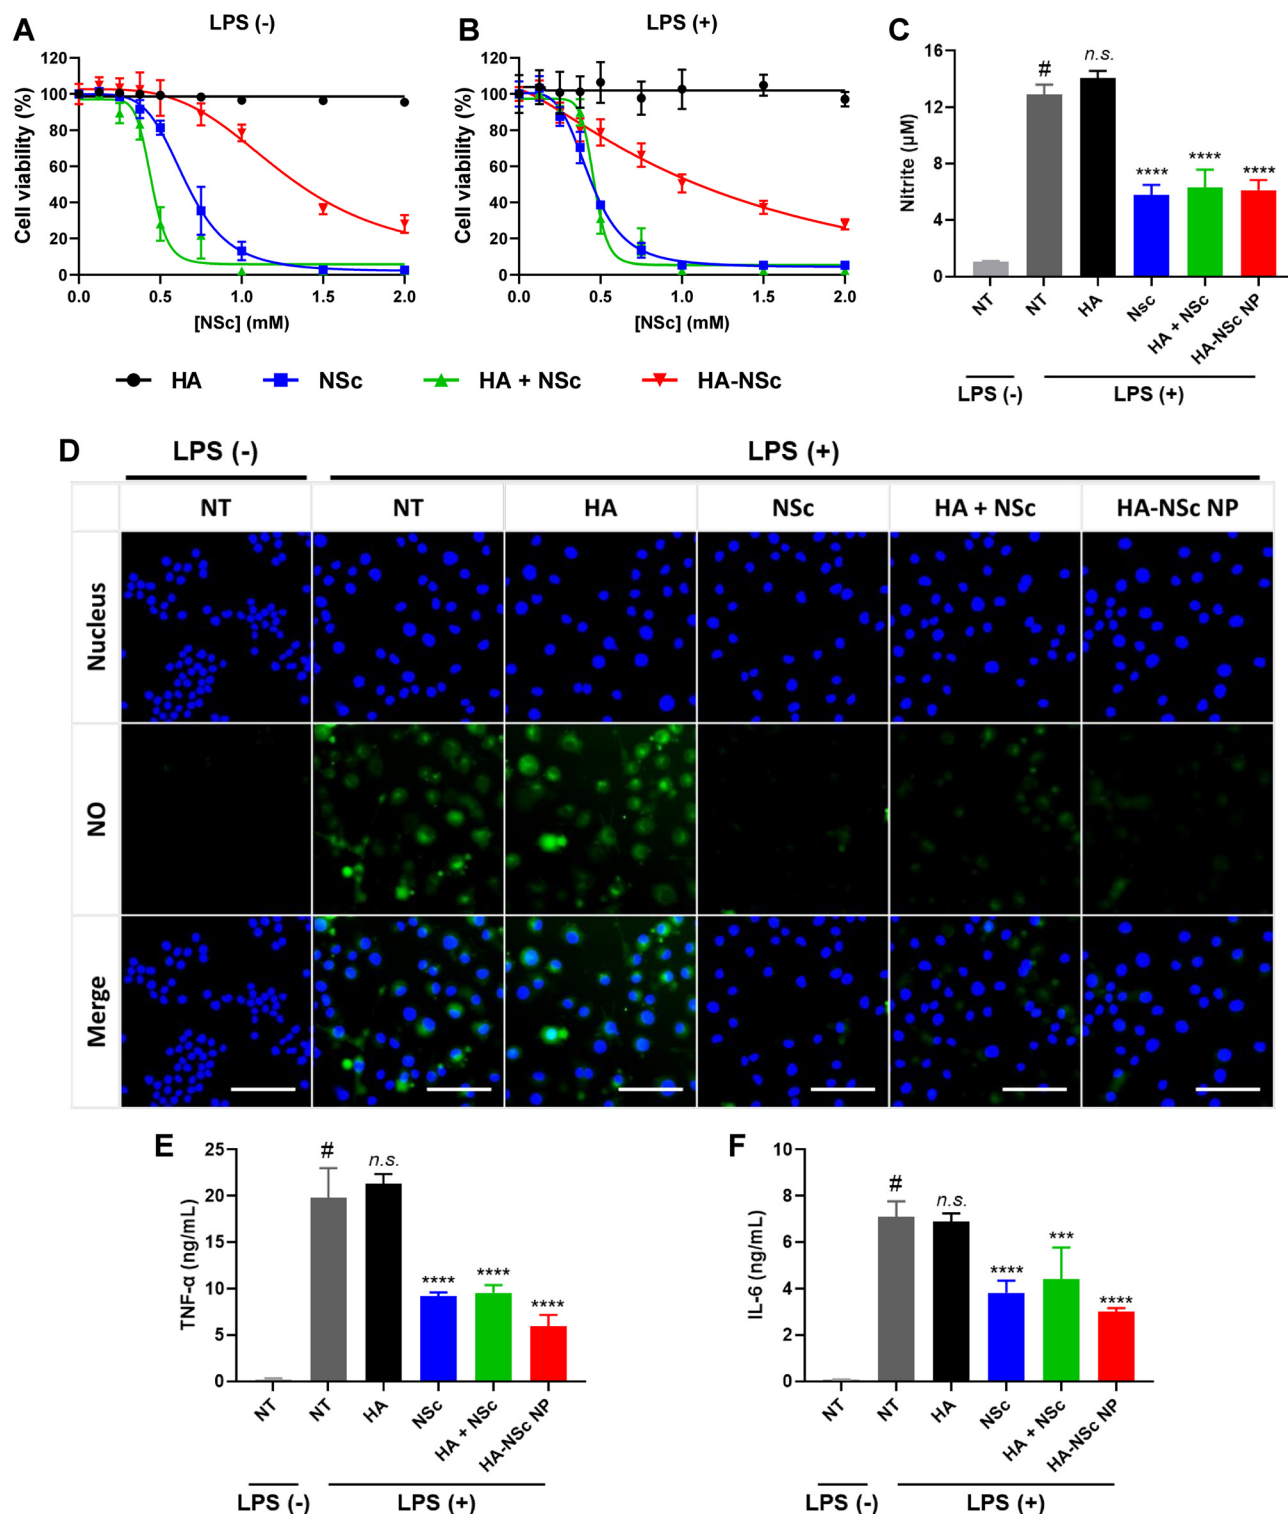 A
LPS (-)
Cell viability (%)
120
100
80
60
40
20
0
0.0
0.5
1.0
1.5
2.0
[NSc] (mM)
B
LPS (+)
Cell viability (%)
120
100
80
60
40
20
0
0.0
0.5
1.0
1.5
2.0
[NSc] (mM)
HA
NSc
HA + NSc
HA-NSc
C
Nitrite (μM)
16
12
8
4
0
#
n.s.
****
****
****
NT
NT
HA
Nsc
HA + NSc
HA-NSc NP
LPS (-)
LPS (+)
D
LPS (-)
LPS (+)
NT
NT
HA
NSc
HA + NSc
HA-NSc NP
Nucleus
NO
Merge
E
TNF-α (ng/mL)
25
20
15
10
5
0
#
n.s.
****
****
****
NT
NT
HA
NSc
HA + NSc
HA-NSc NP
LPS (-)
LPS (+)
F
IL-6 (ng/mL)
10
8
6
4
2
0
#
n.s.
****
***
****
NT
NT
HA
NSc
HA + NSc
HA-NSc NP
LPS (-)
LPS (+)